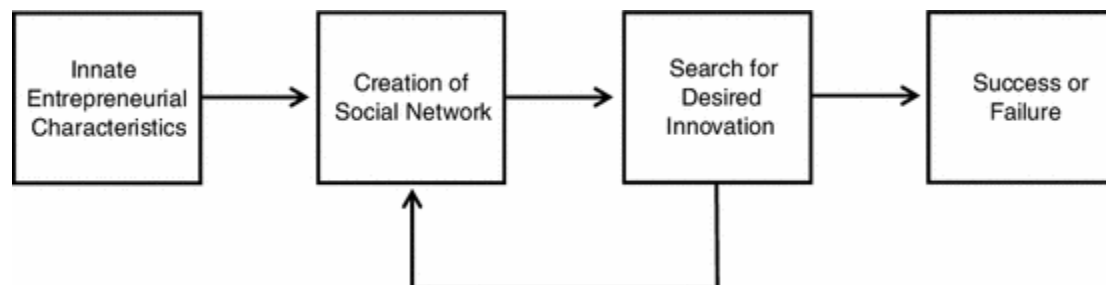 Innate
Entrepreneurial
Characteristics
Creation of
Social Network
Search for
Desired
Innovation
Success or
Failure